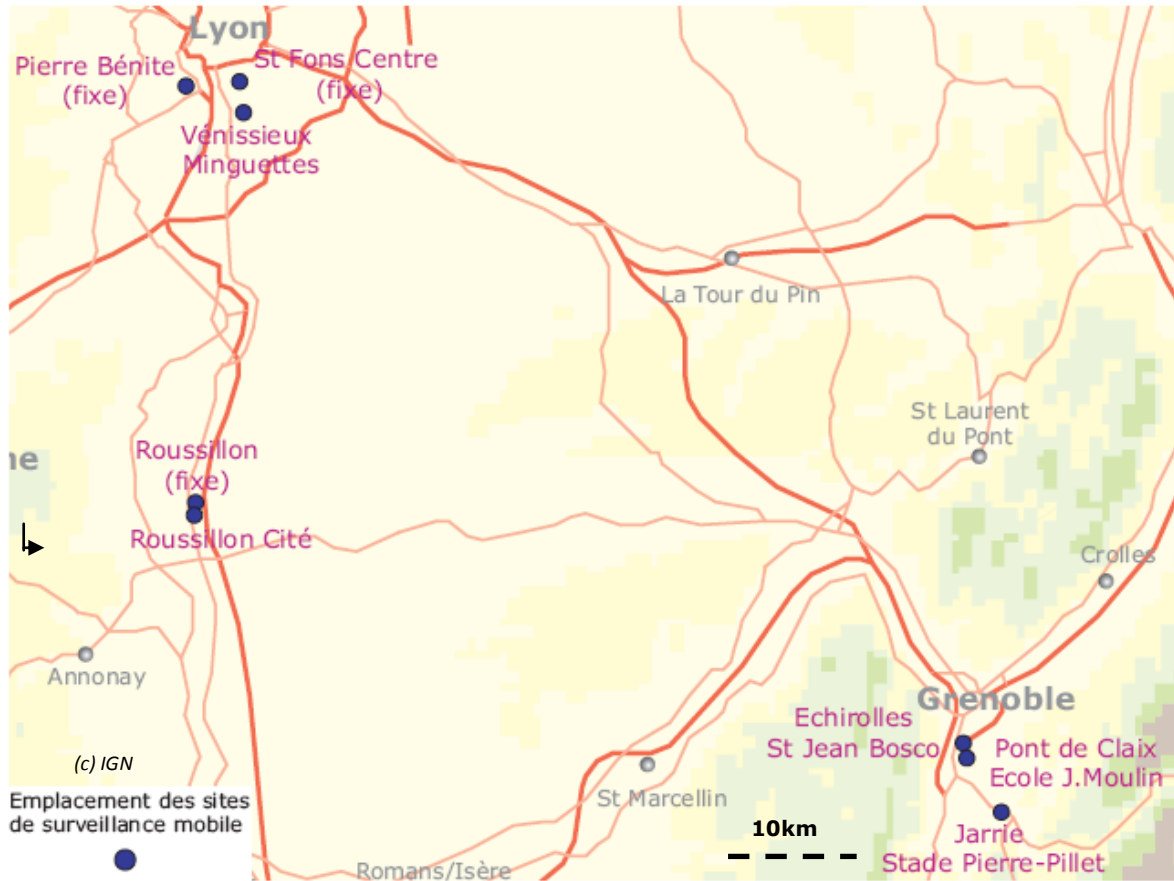 Lyon
Pierre Bénite
(fixe)
St Fons Centre
(fixe)
Vénissieux
Minguettes
La Tour du Pin
St Laurent
du Pont
ne
Roussillon
(fixe)
Roussillon Cité
Crolles
Annonay
Grenoble
Echirolles
St Jean Bosco
Pont de Claix
Ecole J.Moulin
(c) IGN
St Marcellin
Emplacement des sites
de surveillance mobile
10km
Jarrie
Stade Pierre-Pillet
Romans/Isère